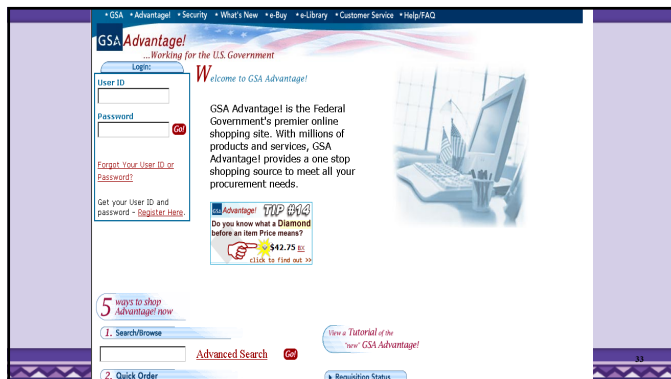 • GSA • Advantage! • Security • What's New • e-Buy • e-Library • Customer Service • Help/FAQ
GSA Advantage!
...Working for the U.S. Government
Login:
User ID
Password
Go!
Forgot Your User ID or
Password?
Get your User ID and
password - Register Here.
Welcome to GSA Advantage!
GSA Advantage! is the Federal
Government's premier online
shopping site. With millions of
products and services, GSA
Advantage! provides a one stop
shopping source to meet all your
procurement needs.
GSA Advantage! TIP #14
Do you know what a Diamond
before an item Price means?
$42.75 BX
click to find out >>
5 ways to shop
Advantage! now
1. Search/Browse
Advanced Search Go!
2. Quick Order
View a Tutorial of the
"new" GSA Advantage!
Requisition Status
33